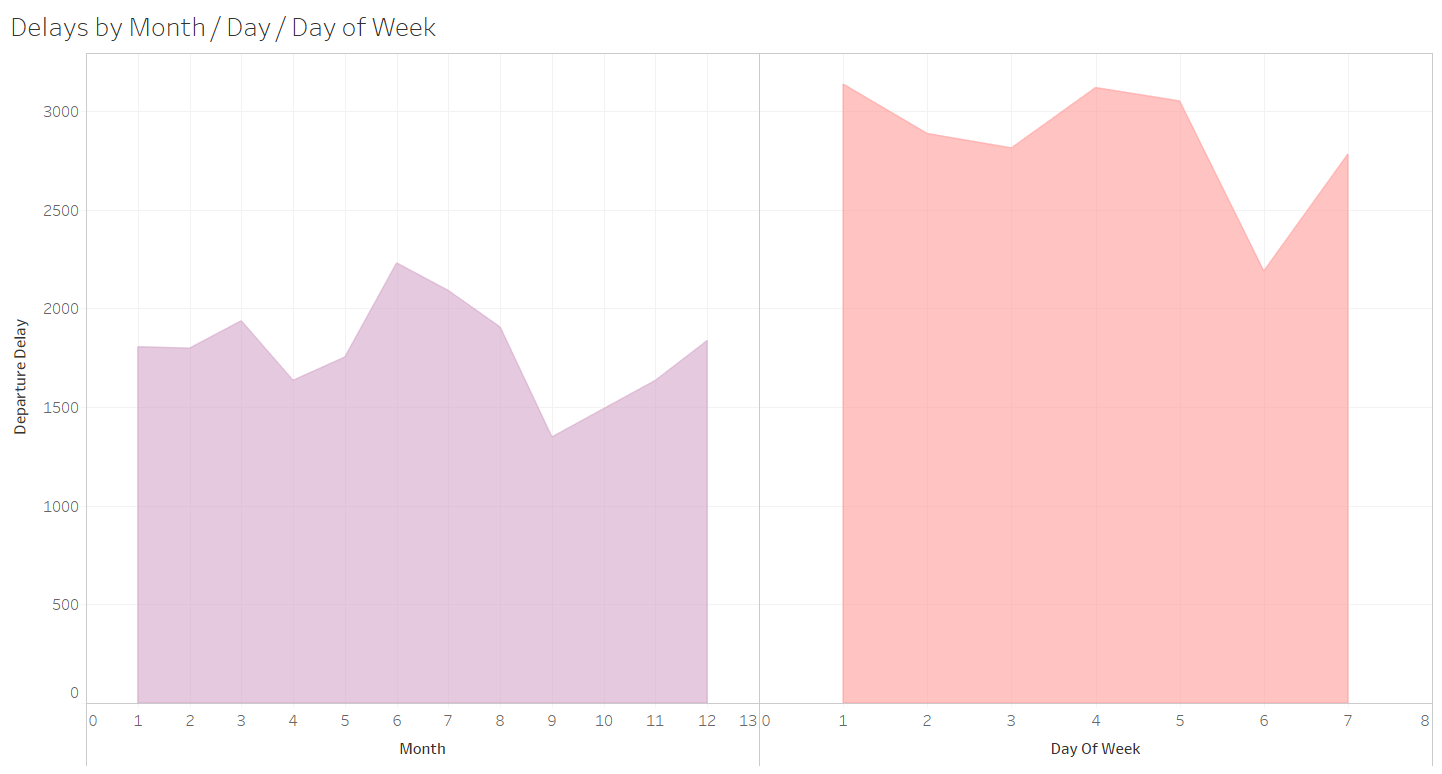 Delays by Month / Day / Day of Week
Departure Delay
3000
2500
2000
1500
1000
500
0
0 1 2 3 4 5 6 7 8 9 10 11 12 13
0 1 2 3 4 5 6 7 8
Month
Day Of Week